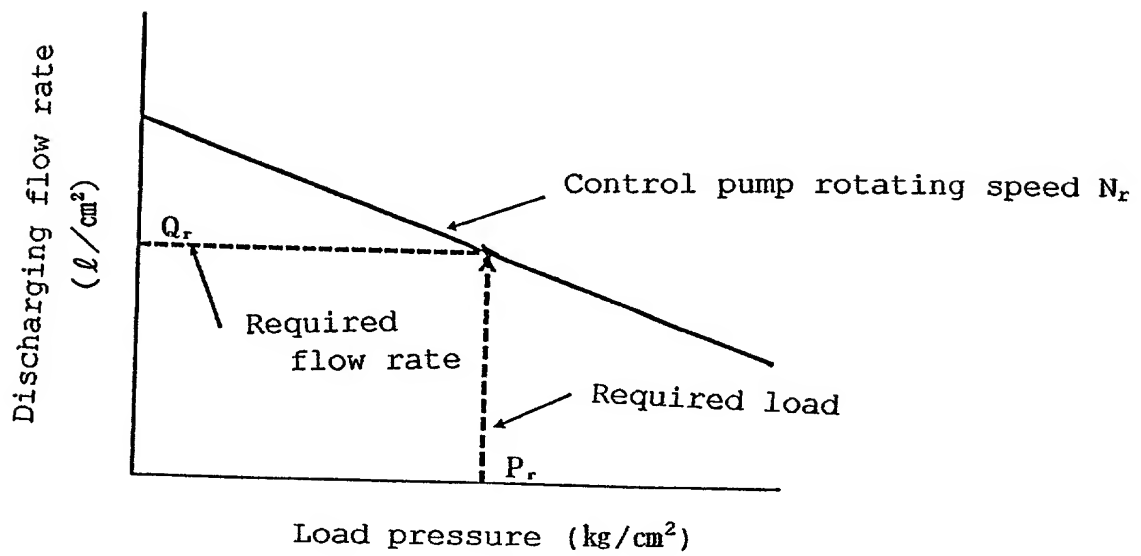 Discharging flow rate
(ℓ/cm²)
Control pump rotating speed Nr
Qr
Required
flow rate
Required load
Pr
Load pressure (kg/cm²)